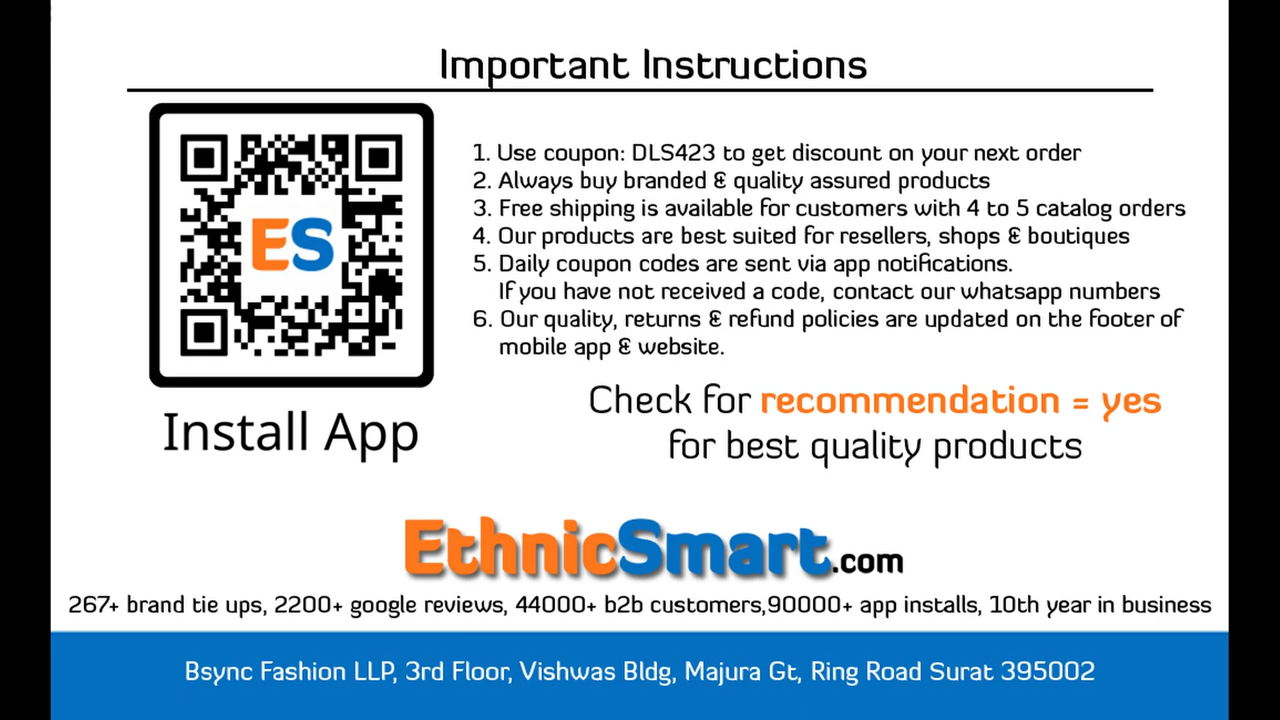 Important Instructions
ES
Install App
1. Use coupon: DLS423 to get discount on your next order
2. Always buy branded & quality assured products
3. Free shipping is available for customers with 4 to 5 catalog orders
4. Our products are best suited for resellers, shops & boutiques
5. Daily coupon codes are sent via app notifications.
If you have not received a code, contact our whatsapp numbers
6. Our quality, returns & refund policies are updated on the footer of
mobile app & website.
Check for recommendation = yes
for best quality products
EthnicSmart.com
267+ brand tie ups, 2200+ google reviews, 44000+ b2b customers,90000+ app installs, 10th year in business
Bsync Fashion LLP, 3rd Floor, Vishwas Bldg, Majura Gt, Ring Road Surat 395002